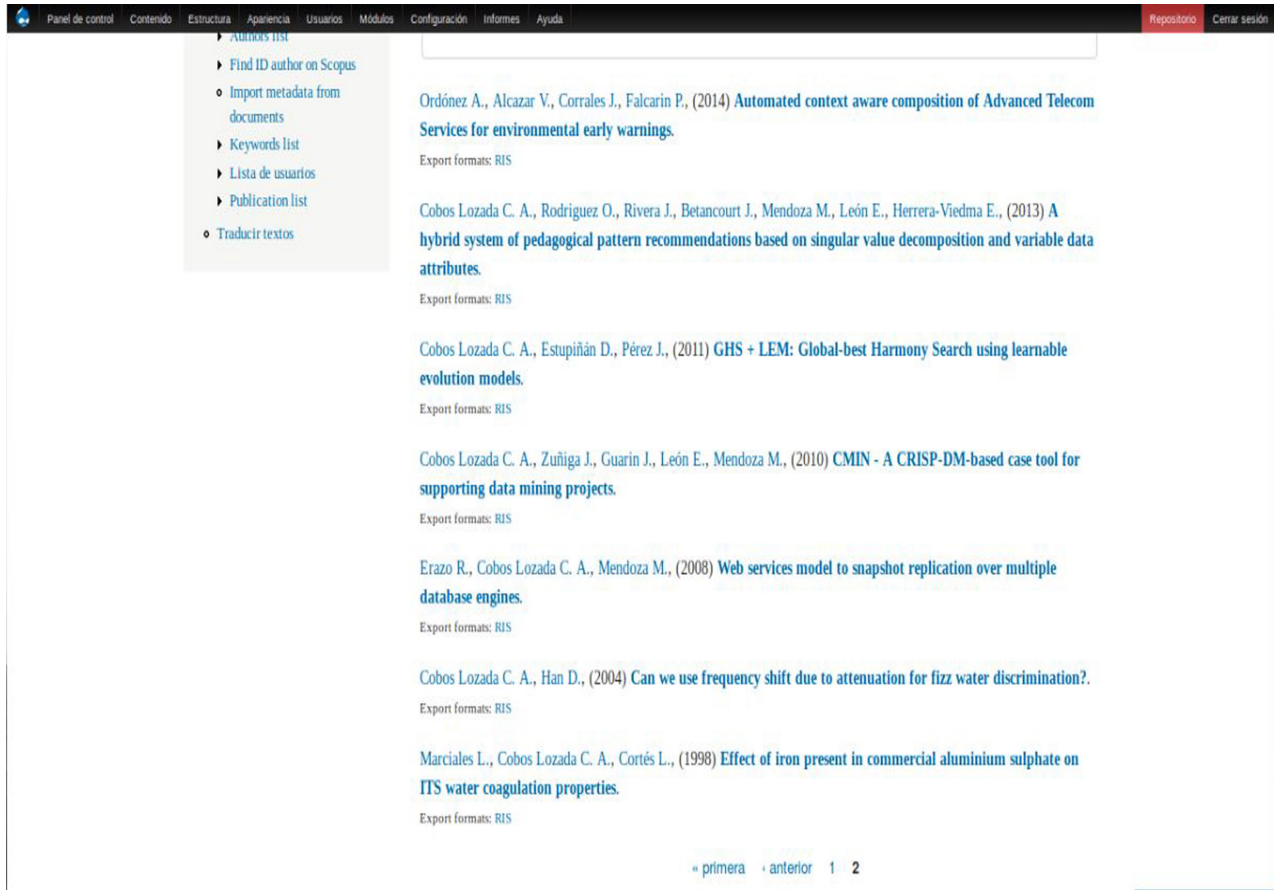 Panel de control Contenido Estructura Apariencia Usuarios Módulos Configuración Informes Ayuda Repositorio Cerrar sesión
Authors list
Find ID author on Scopus
Import metadata from
documents
Keywords list
Lista de usuarios
Publication list
Traducir textos
Ordónez A., Alcazar V., Corrales J., Falcarin P., (2014) Automated context aware composition of Advanced Telecom
Services for environmental early warnings.
Export formats: RIS
Cobos Lozada C. A., Rodriguez O., Rivera J., Betancourt J., Mendoza M., León E., Herrera-Viedma E., (2013) A
hybrid system of pedagogical pattern recommendations based on singular value decomposition and variable data
attributes.
Export formats: RIS
Cobos Lozada C. A., Estupiñán D., Pérez J., (2011) GHS + LEM: Global-best Harmony Search using learnable
evolution models.
Export formats: RIS
Cobos Lozada C. A., Zuñiga J., Guarin J., León E., Mendoza M., (2010) CMIN - A CRISP-DM-based case tool for
supporting data mining projects.
Export formats: RIS
Erazo R., Cobos Lozada C. A., Mendoza M., (2008) Web services model to snapshot replication over multiple
database engines.
Export formats: RIS
Cobos Lozada C. A., Han D., (2004) Can we use frequency shift due to attenuation for fizz water discrimination?.
Export formats: RIS
Marciales L., Cobos Lozada C. A., Cortés L., (1998) Effect of iron present in commercial aluminium sulphate on
ITS water coagulation properties.
Export formats: RIS
« primera ‹ anterior 1 2